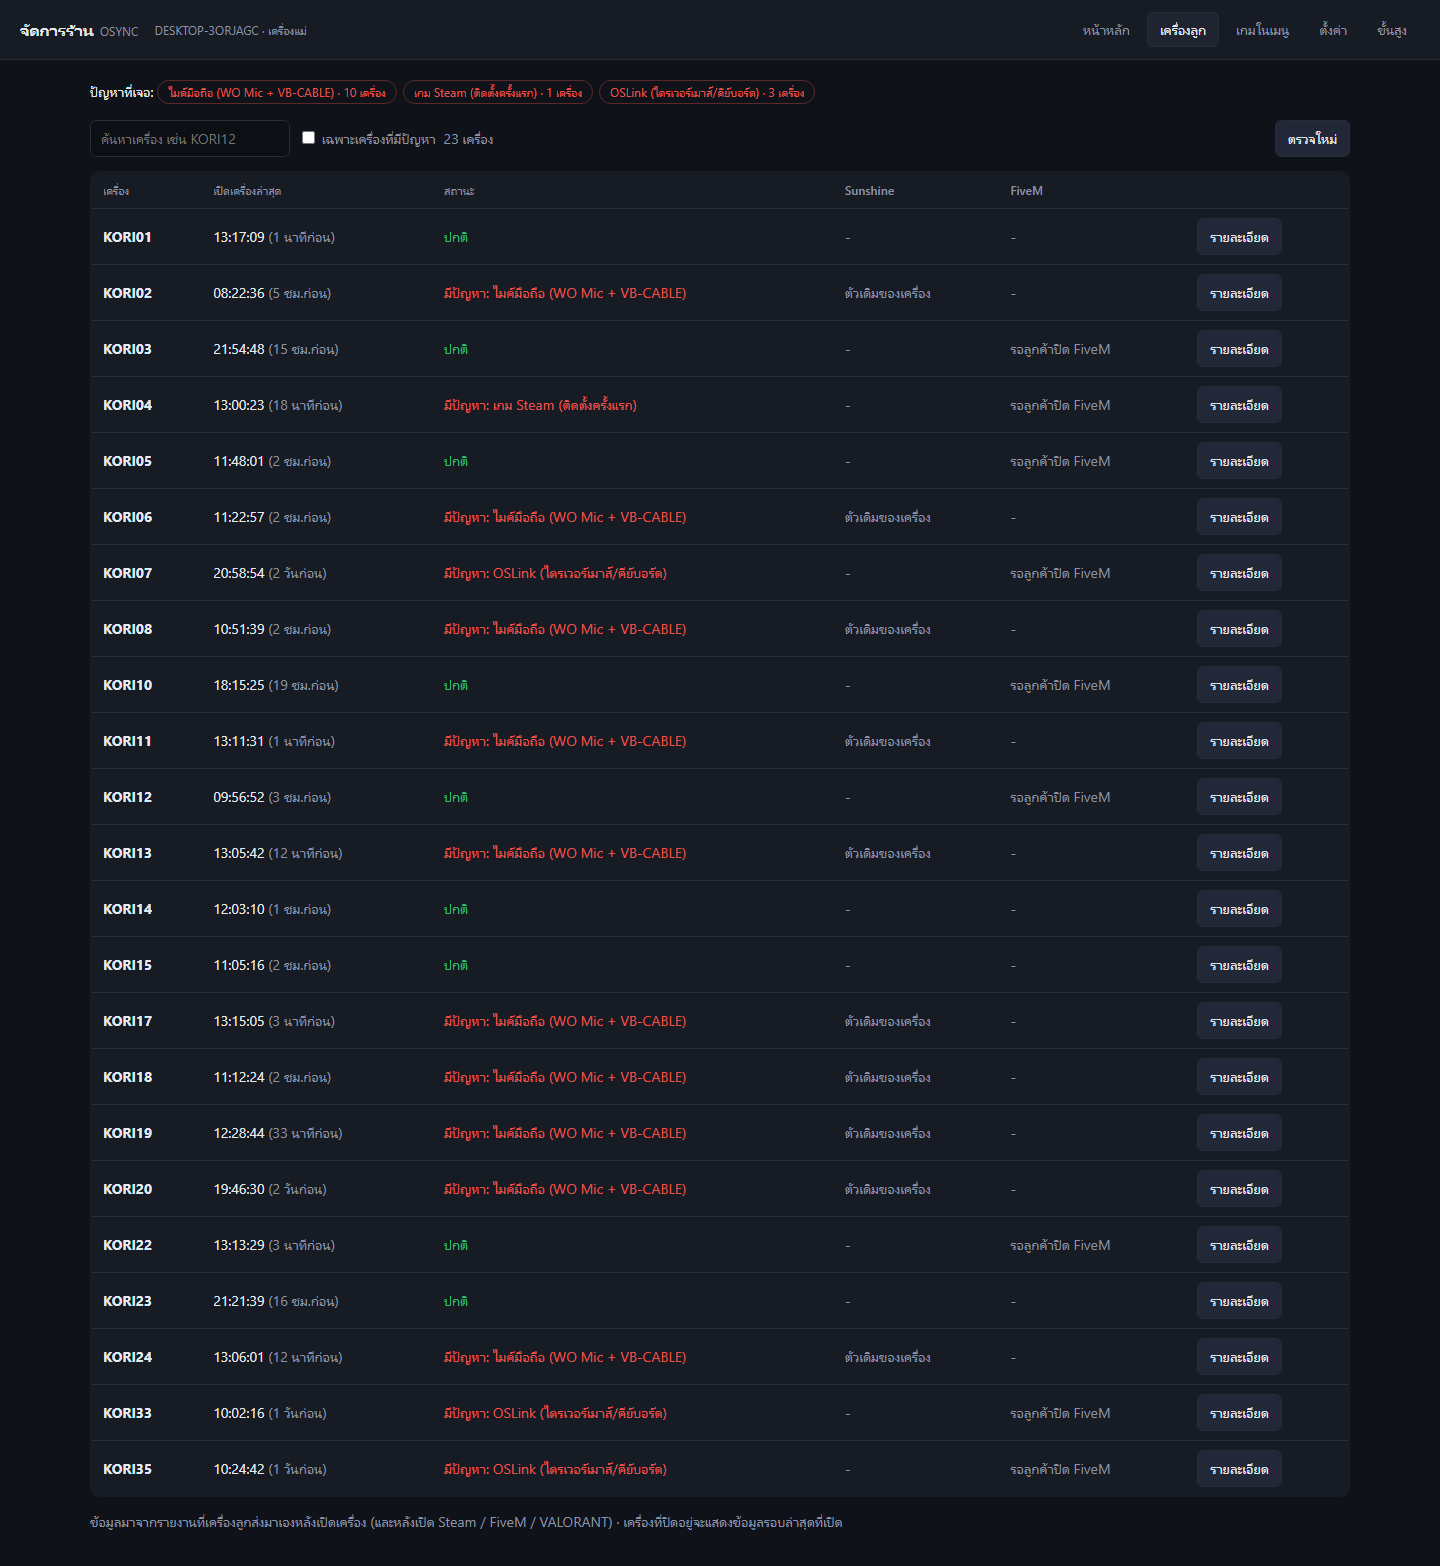 จัดการร้าน OSYNC DESKTOP-3ORJAGC · เครื่องแม่ หน้าหลัก เครื่องลูก เกมในเมนู ตั้งค่า ขั้นสูง
ปัญหาที่เจอ: ไมค์มือถือ (WO Mic + VB-CABLE) · 10 เครื่อง เกม Steam (ติดตั้งครั้งแรก) · 1 เครื่อง OSLink (ไดรเวอร์เมาส์/คีย์บอร์ด) · 3 เครื่อง
ค้นหาเครื่อง เช่น KORI12 เฉพาะเครื่องที่มีปัญหา 23 เครื่อง ตรวจใหม่
เครื่อง เปิดเครื่องล่าสุด สถานะ Sunshine FiveM
KORI01 13:17:09 (1 นาทีก่อน) ปกติ - - รายละเอียด
KORI02 08:22:36 (5 ชม.ก่อน) มีปัญหา: ไมค์มือถือ (WO Mic + VB-CABLE) ตัวเดิมของเครื่อง - รายละเอียด
KORI03 21:54:48 (15 ชม.ก่อน) ปกติ - รอลูกค้าปิด FiveM รายละเอียด
KORI04 13:00:23 (18 นาทีก่อน) มีปัญหา: เกม Steam (ติดตั้งครั้งแรก) - รอลูกค้าปิด FiveM รายละเอียด
KORI05 11:48:01 (2 ชม.ก่อน) ปกติ - รอลูกค้าปิด FiveM รายละเอียด
KORI06 11:22:57 (2 ชม.ก่อน) มีปัญหา: ไมค์มือถือ (WO Mic + VB-CABLE) ตัวเดิมของเครื่อง - รายละเอียด
KORI07 20:58:54 (2 วันก่อน) มีปัญหา: OSLink (ไดรเวอร์เมาส์/คีย์บอร์ด) - รอลูกค้าปิด FiveM รายละเอียด
KORI08 10:51:39 (2 ชม.ก่อน) มีปัญหา: ไมค์มือถือ (WO Mic + VB-CABLE) ตัวเดิมของเครื่อง - รายละเอียด
KORI10 18:15:25 (19 ชม.ก่อน) ปกติ - รอลูกค้าปิด FiveM รายละเอียด
KORI11 13:11:31 (1 นาทีก่อน) มีปัญหา: ไมค์มือถือ (WO Mic + VB-CABLE) ตัวเดิมของเครื่อง - รายละเอียด
KORI12 09:56:52 (3 ชม.ก่อน) ปกติ - รอลูกค้าปิด FiveM รายละเอียด
KORI13 13:05:42 (12 นาทีก่อน) มีปัญหา: ไมค์มือถือ (WO Mic + VB-CABLE) ตัวเดิมของเครื่อง - รายละเอียด
KORI14 12:03:10 (1 ชม.ก่อน) ปกติ - - รายละเอียด
KORI15 11:05:16 (2 ชม.ก่อน) ปกติ - - รายละเอียด
KORI17 13:15:05 (3 นาทีก่อน) มีปัญหา: ไมค์มือถือ (WO Mic + VB-CABLE) ตัวเดิมของเครื่อง - รายละเอียด
KORI18 11:12:24 (2 ชม.ก่อน) มีปัญหา: ไมค์มือถือ (WO Mic + VB-CABLE) ตัวเดิมของเครื่อง - รายละเอียด
KORI19 12:28:44 (33 นาทีก่อน) มีปัญหา: ไมค์มือถือ (WO Mic + VB-CABLE) ตัวเดิมของเครื่อง - รายละเอียด
KORI20 19:46:30 (2 วันก่อน) มีปัญหา: ไมค์มือถือ (WO Mic + VB-CABLE) ตัวเดิมของเครื่อง - รายละเอียด
KORI22 13:13:29 (3 นาทีก่อน) ปกติ - รอลูกค้าปิด FiveM รายละเอียด
KORI23 21:21:39 (16 ชม.ก่อน) ปกติ - - รายละเอียด
KORI24 13:06:01 (12 นาทีก่อน) มีปัญหา: ไมค์มือถือ (WO Mic + VB-CABLE) ตัวเดิมของเครื่อง - รายละเอียด
KORI33 10:02:16 (1 วันก่อน) มีปัญหา: OSLink (ไดรเวอร์เมาส์/คีย์บอร์ด) - รอลูกค้าปิด FiveM รายละเอียด
KORI35 10:24:42 (1 วันก่อน) มีปัญหา: OSLink (ไดรเวอร์เมาส์/คีย์บอร์ด) - รอลูกค้าปิด FiveM รายละเอียด
ข้อมูลมาจากรายงานที่เครื่องลูกส่งมาเองหลังเปิดเครื่อง (และหลังเปิด Steam / FiveM / VALORANT) · เครื่องที่ปิดอยู่จะแสดงข้อมูลรอบล่าสุดที่เปิด